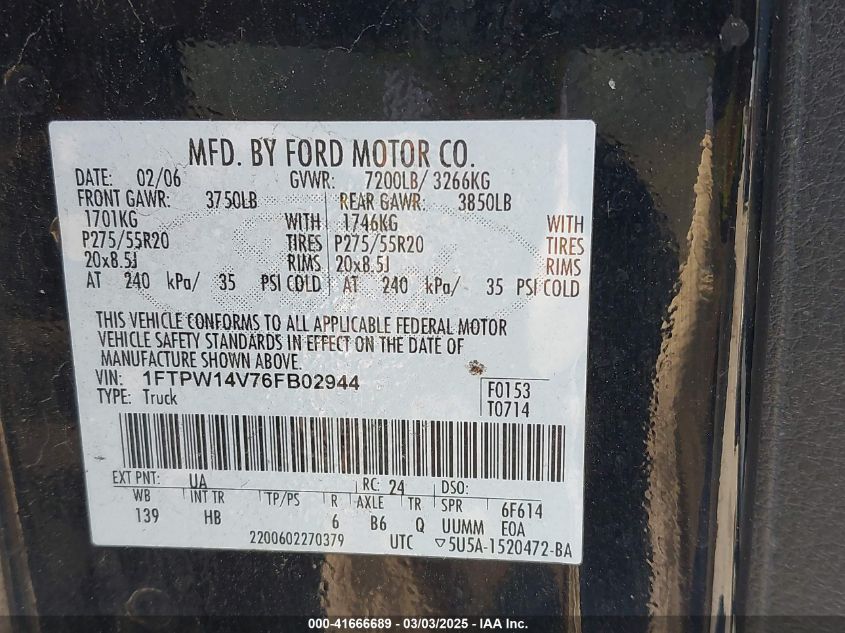 MFD. BY FORD MOTOR CO.
DATE: 02/06 GVWR: 7200LB/ 3266KG
FRONT GAWR: 3750LB REAR GAWR: 3850LB
1701KG WITH 1746KG WITH
P275/55R20 TIRES P275/55R20 TIRES
20x8.5J RIMS 20x8.5J RIMS
AT 240 kPa/ 35 PSI COLD AT 240 kPa/ 35 PSI COLD
THIS VEHICLE CONFORMS TO ALL APPLICABLE FEDERAL MOTOR
VEHICLE SAFETY STANDARDS IN EFFECT ON THE DATE OF
MANUFACTURE SHOWN ABOVE.
VIN: 1FTPW14V76FB02944 F0153
TYPE: Truck T0714
EXT PNT: UA RC: 24 DSO:
WB INT TR TP/PS R AXLE TR SPR 6F614
139 HB 6 B6 Q UUMM EOA
2200602270379 UTC ▽5U5A-1520472-BA
000-41666689 - 03/03/2025 - IAA Inc.